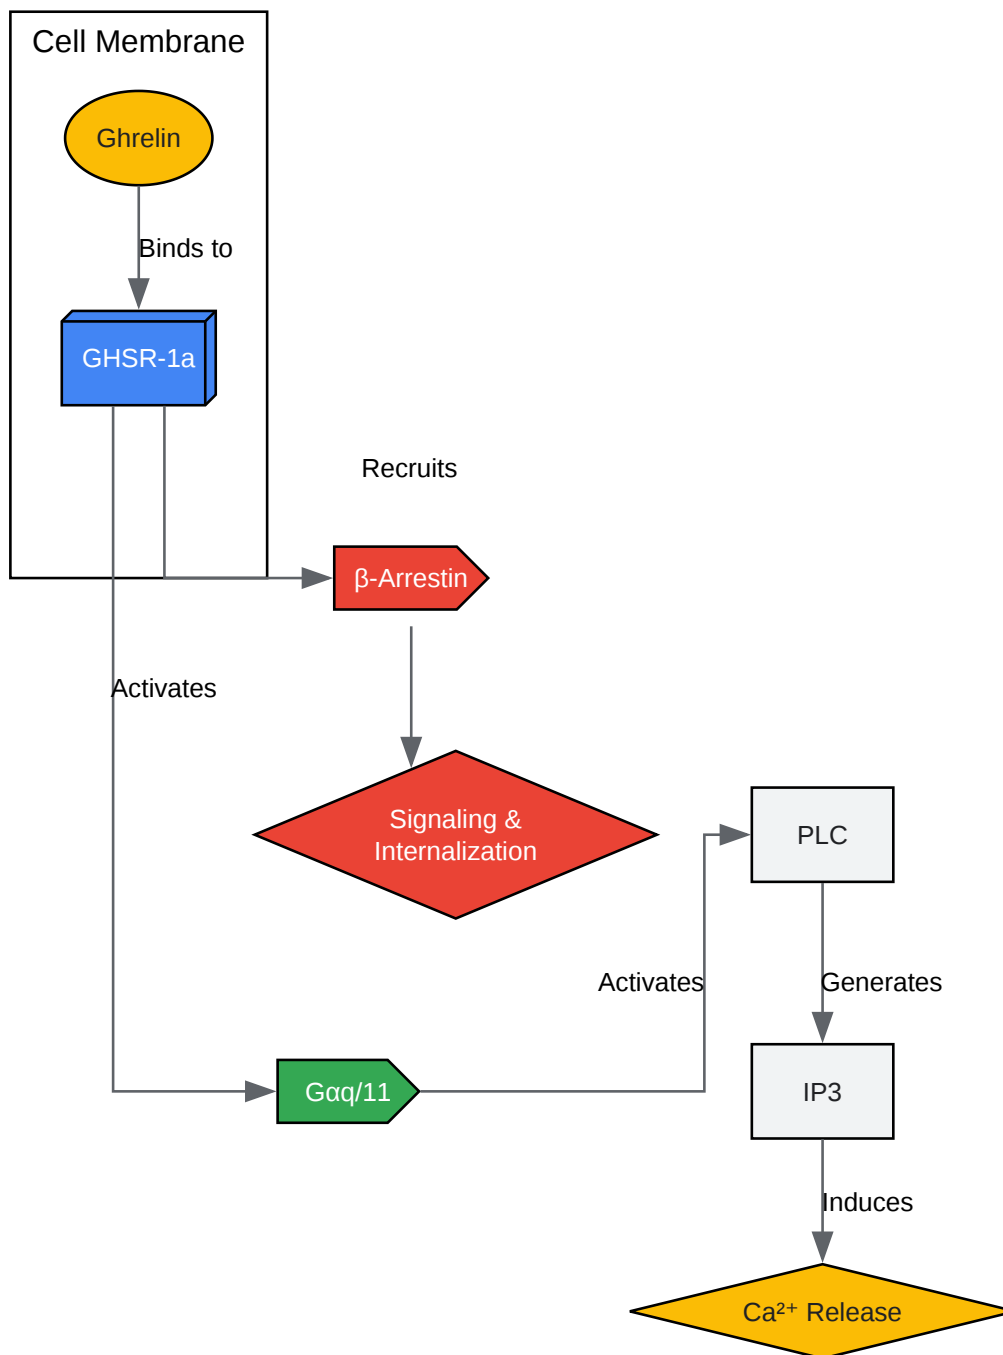 Cell Membrane
Ghrelin
Binds to
GHSR-1a
Recruits
β-Arrestin
Activates
Signaling &
Internalization
PLC
Activates
Generates
Gαq/11
IP3
Induces
Ca²⁺ Release